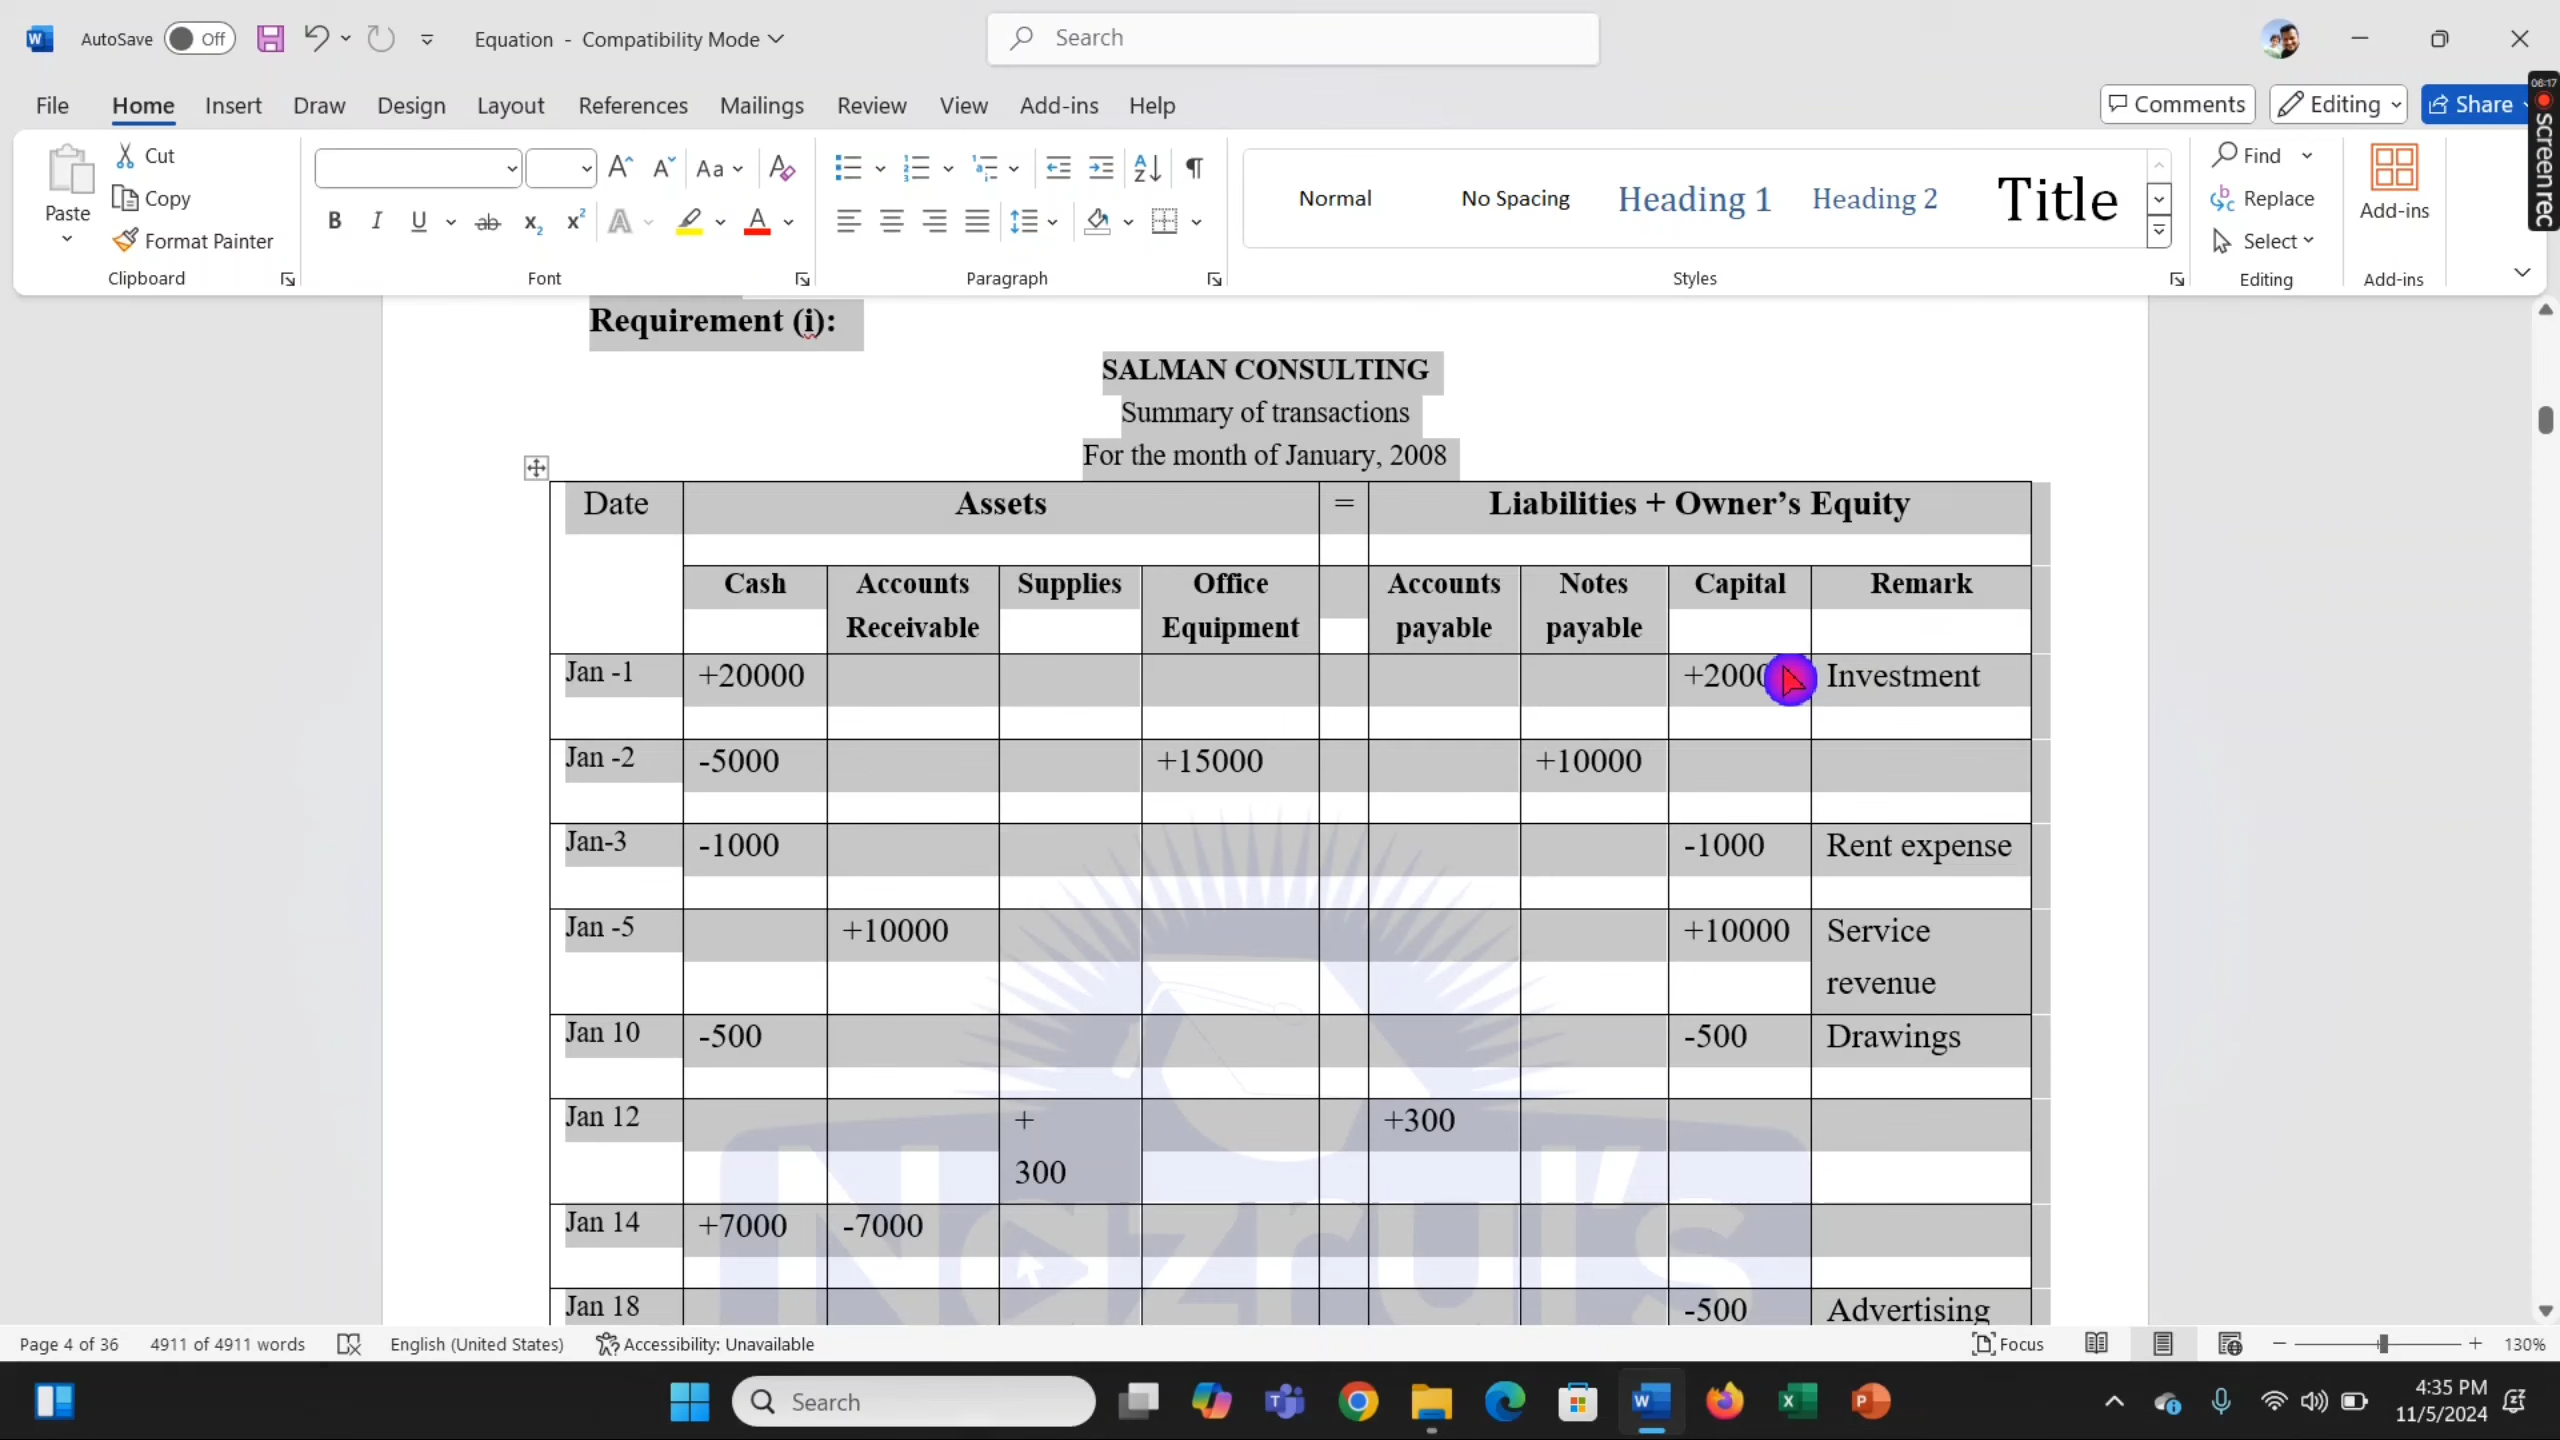 AutoSave Off Equation - Compatibility Mode Search
File Home Insert Draw Design Layout References Mailings Review View Add-ins Help Comments Editing Share
06:17
screen rec
Paste Cut
Copy
Format Painter
Clipboard Font Paragraph Styles Editing Add-ins
Normal No Spacing Heading 1 Heading 2 Title
Find
Replace
Select
Add-ins
Requirement (i):
SALMAN CONSULTING
Summary of transactions
For the month of January, 2008
Date Assets = Liabilities + Owner’s Equity
Cash Accounts Receivable Supplies Office Equipment Accounts payable Notes payable Capital Remark
Jan -1 +20000 +2000 Investment
Jan -2 -5000 +15000 +10000
Jan-3 -1000 -1000 Rent expense
Jan -5 +10000 +10000 Service revenue
Jan 10 -500 -500 Drawings
Jan 12 + 300 +300
Jan 14 +7000 -7000
Jan 18 -500 Advertising
Nazrul's
Page 4 of 36 4911 of 4911 words English (United States) Accessibility: Unavailable Focus 130%
Search 4:35 PM
11/5/2024